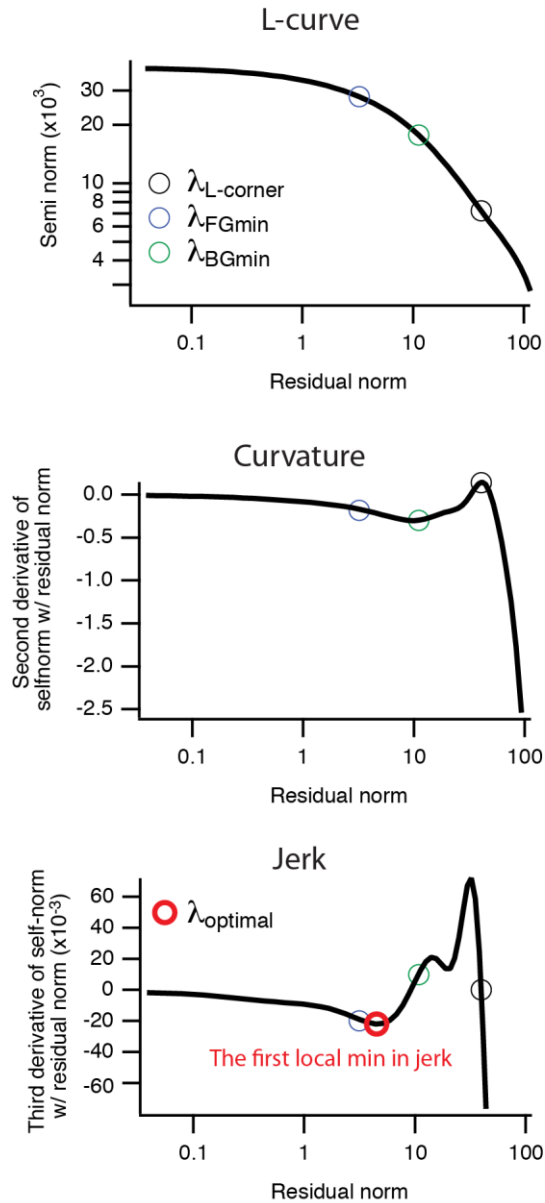 L-curve
Semi norm (x10³)
30
20
10
8
6
4
λL-corner
λFGmin
λBGmin
0.1 1 10 100
Residual norm
Curvature
Second derivative of
selfnorm w/ residual norm
0.0
-0.5
-1.0
-1.5
-2.0
-2.5
0.1 1 10 100
Residual norm
Jerk
Third derivative of self-norm
w/ residual norm (x10⁻³)
60
40
20
0
-20
-40
-60
λoptimal
The first local min in jerk
0.1 1 10 100
Residual norm